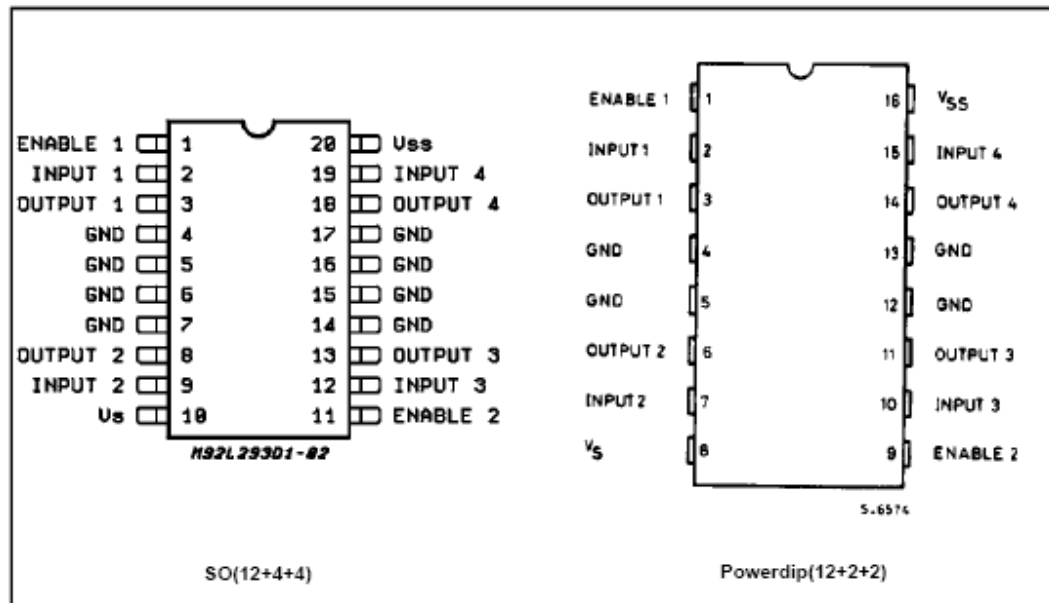 ENABLE 1 1 20 Vss
INPUT 1 2 19 INPUT 4
OUTPUT 1 3 18 OUTPUT 4
GND 4 17 GND
GND 5 16 GND
GND 6 15 GND
GND 7 14 GND
OUTPUT 2 8 13 OUTPUT 3
INPUT 2 9 12 INPUT 3
Vs 10 11 ENABLE 2
M92L293D1-02
SO(12+4+4)
ENABLE 1 1 16 VSS
INPUT 1 2 15 INPUT 4
OUTPUT 1 3 14 OUTPUT 4
GND 4 13 GND
GND 5 12 GND
OUTPUT 2 6 11 OUTPUT 3
INPUT 2 7 10 INPUT 3
VS 8 9 ENABLE 2
S-6574
Powerdip(12+2+2)